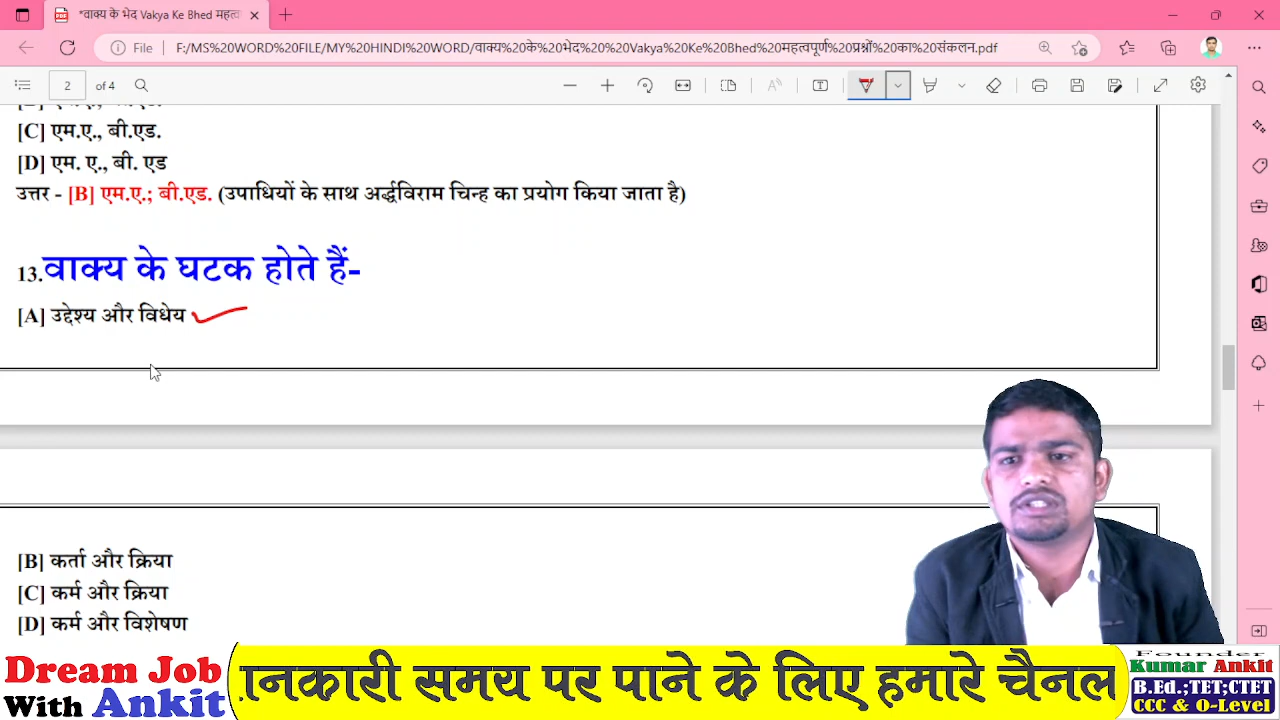 *वाक्य के भेद Vakya Ke Bhed महत्व
File F:/MS%20WORD%20FILE/MY%20HINDI%20WORD/वाक्य%20के%20भेद%20%20Vakya%20Ke%20Bhed%20महत्वपूर्ण%20प्रश्नों%20का%20संकलन.pdf
2 of 4
[C] एम.ए., बी.एड.
[D] एम. ए., बी. एड
उत्तर - [B] एम.ए.; बी.एड. (उपाधियों के साथ अर्द्धविराम चिन्ह का प्रयोग किया जाता है)
13.वाक्य के घटक होते हैं-
[A] उद्देश्य और विधेय
[B] कर्ता और क्रिया
[C] कर्म और क्रिया
[D] कर्म और विशेषण
Dream Job
With Ankit
ानकारी समय पर पाने के लिए हमारे चैनल
Founder
Kumar Ankit
B.Ed.;TET;CTET
CCC & O-Level